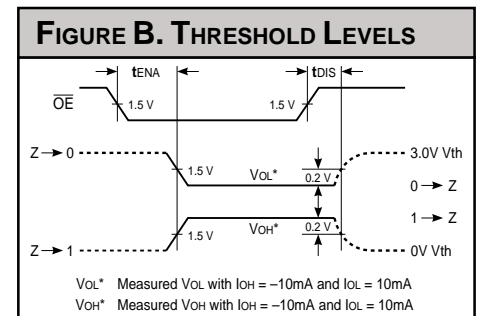 FIGURE B. THRESHOLD LEVELS
tENA tDIS
OE 1.5 V 1.5 V
Z 0 3.0V Vth
1.5 V VOL* 0.2 V
0 Z
1 Z
1.5 V VOH* 0.2 V
Z 1 0V Vth
VOL* Measured VOL with IOH = –10mA and IOL = 10mA
VOH* Measured VOH with IOH = –10mA and IOL = 10mA